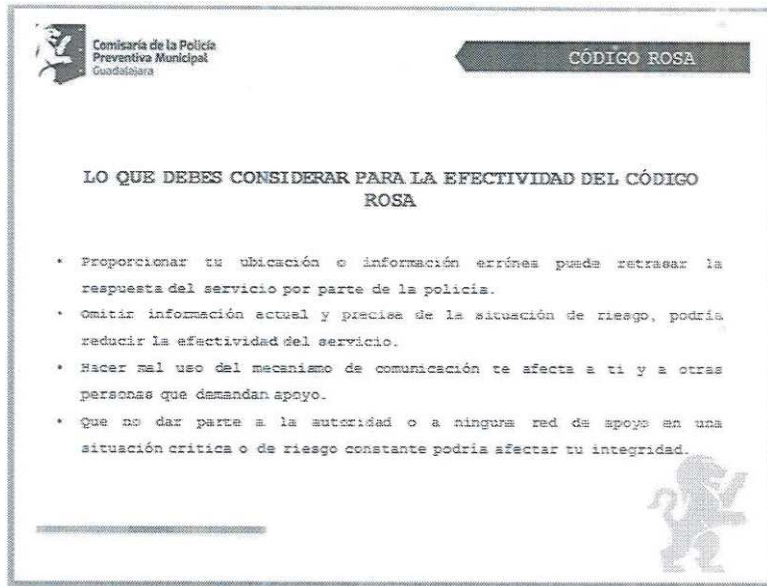 Comisaría de la Policía
Preventiva Municipal
Guadalajara
CÓDIGO ROSA
LO QUE DEBES CONSIDERAR PARA LA EFECTIVIDAD DEL CÓDIGO
ROSA
• Proporcionar tu ubicación o información errónea puede retrasar la
respuesta del servicio por parte de la policía.
• Omitir información actual y precisa de la situación de riesgo, podría
reducir la efectividad del servicio.
• Hacer mal uso del mecanismo de comunicación te afecta a ti y a otras
personas que demandan apoyo.
• Que no dar parte a la autoridad o a ninguna red de apoyo en una
situación crítica o de riesgo constante podría afectar tu integridad.